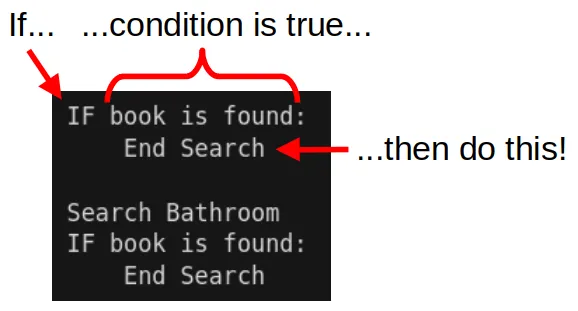 If... ...condition is true...
IF book is found:
End Search
...then do this!
Search Bathroom
IF book is found:
End Search